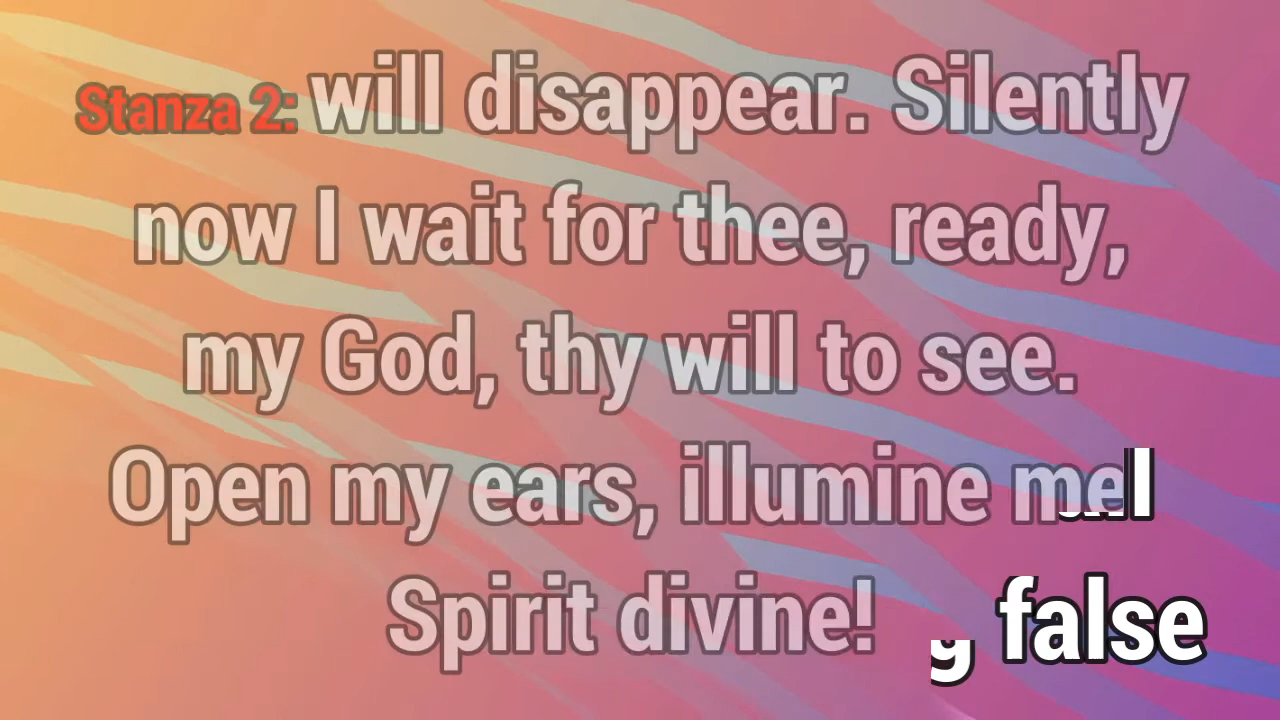 Stanza 2: will disappear. Silently
now I wait for thee, ready,
my God, thy will to see.
Open my ears, illumine me
Spirit divine! false